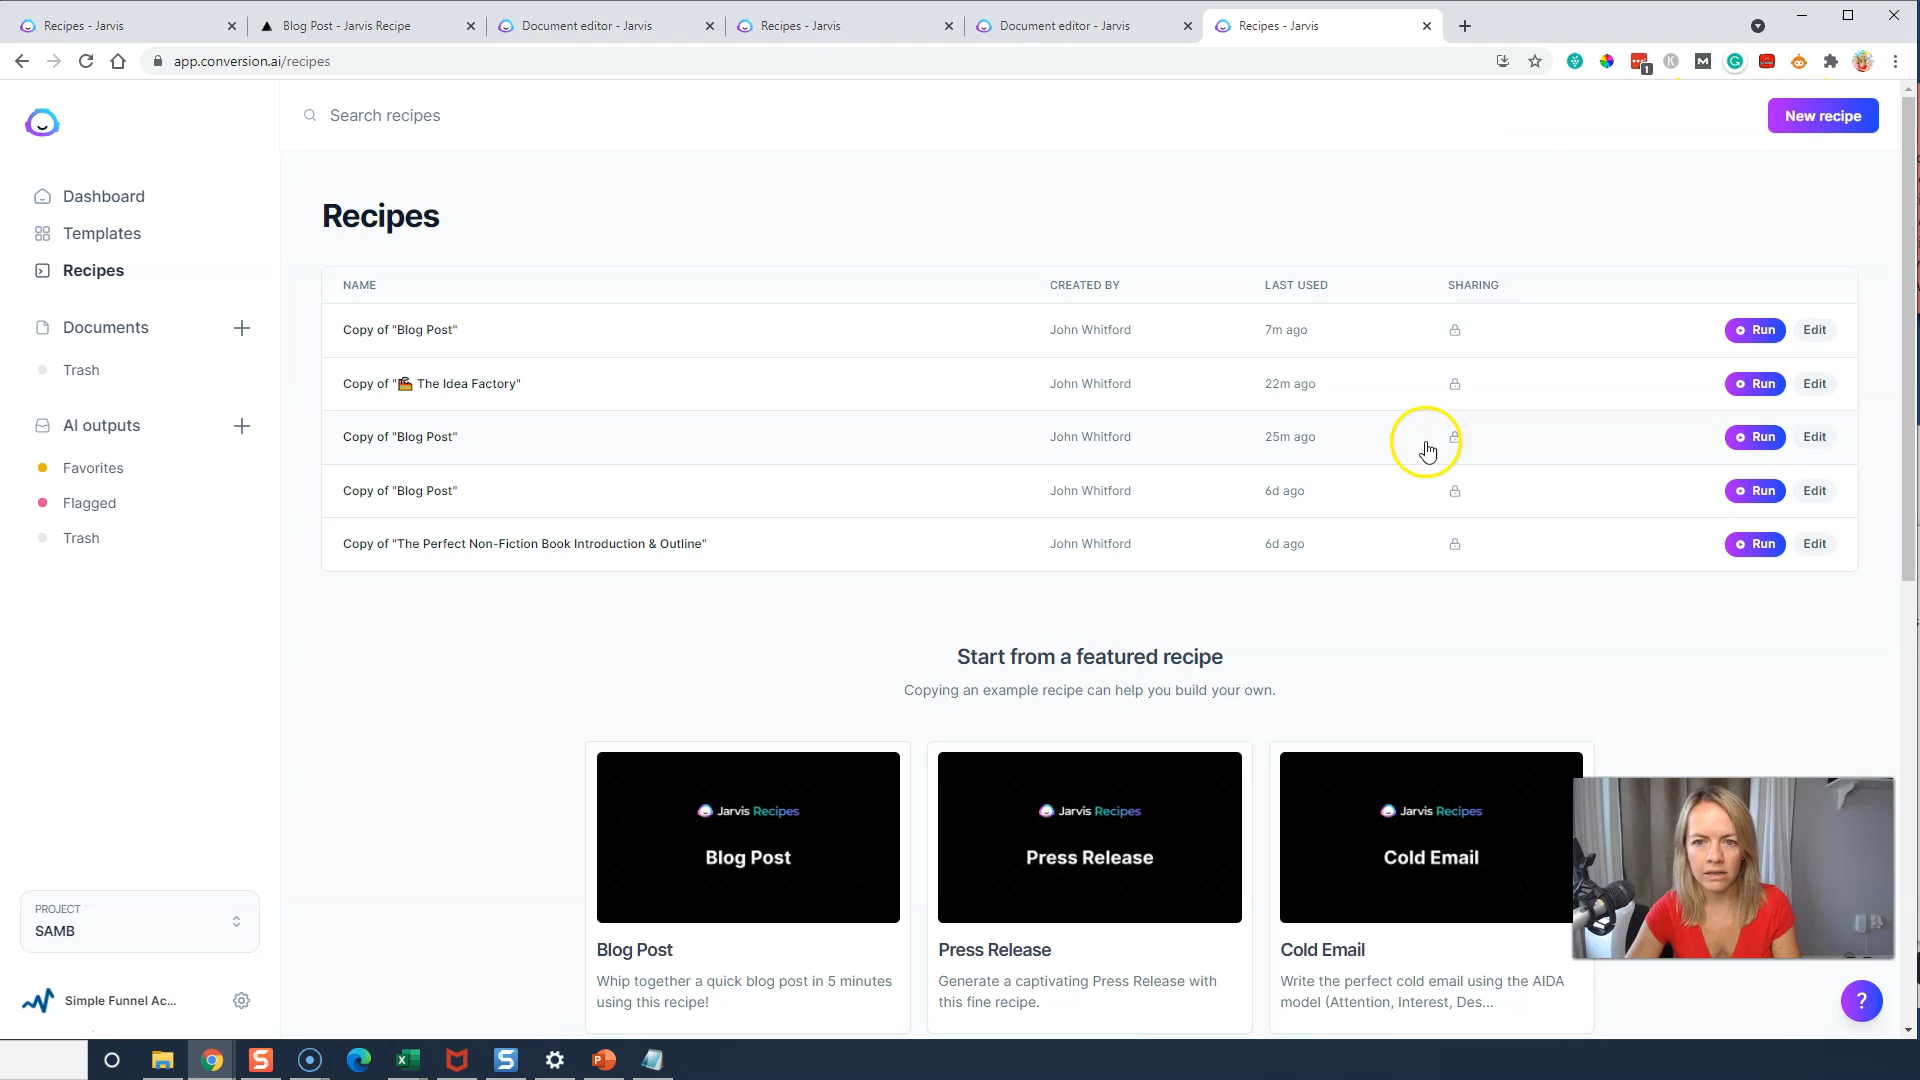 Recipes - Jarvis
Blog Post - Jarvis Recipe
Document editor - Jarvis
Recipes - Jarvis
Document editor - Jarvis
Recipes - Jarvis
app.conversion.ai/recipes
1
K
M
Search recipes
New recipe
Dashboard
Templates
Recipes
Documents
Trash
AI outputs
Favorites
Flagged
Trash
PROJECT
SAMB
Simple Funnel Ac...
Recipes
NAME CREATED BY LAST USED SHARING
Copy of "Blog Post" John Whitford 7m ago Run Edit
Copy of "🏭 The Idea Factory" John Whitford 22m ago Run Edit
Copy of "Blog Post" John Whitford 25m ago Run Edit
Copy of "Blog Post" John Whitford 6d ago Run Edit
Copy of "The Perfect Non-Fiction Book Introduction & Outline" John Whitford 6d ago Run Edit
Start from a featured recipe
Copying an example recipe can help you build your own.
Jarvis Recipes
Blog Post
Blog Post
Whip together a quick blog post in 5 minutes
using this recipe!
Jarvis Recipes
Press Release
Press Release
Generate a captivating Press Release with
this fine recipe.
Jarvis Recipes
Cold Email
Cold Email
Write the perfect cold email using the AIDA
model (Attention, Interest, Des...
?